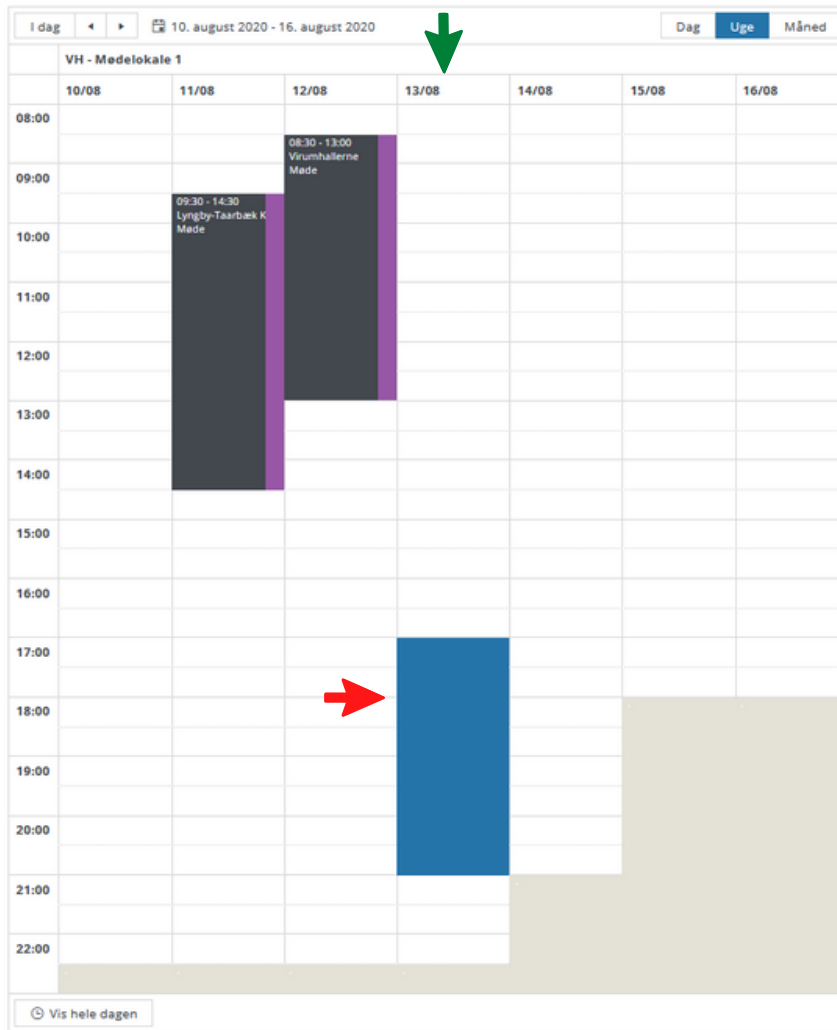 I dag 10. august 2020 - 16. august 2020 Dag Uge Måned
VH - Mødelokale 1
10/08 11/08 12/08 13/08 14/08 15/08 16/08
08:00
08:30 - 13:00
Virumhallerne
Møde
09:00
09:30 - 14:30
Lyngby-Taarbæk K
Møde
10:00
11:00
12:00
13:00
14:00
15:00
16:00
17:00
18:00
19:00
20:00
21:00
22:00
Vis hele dagen